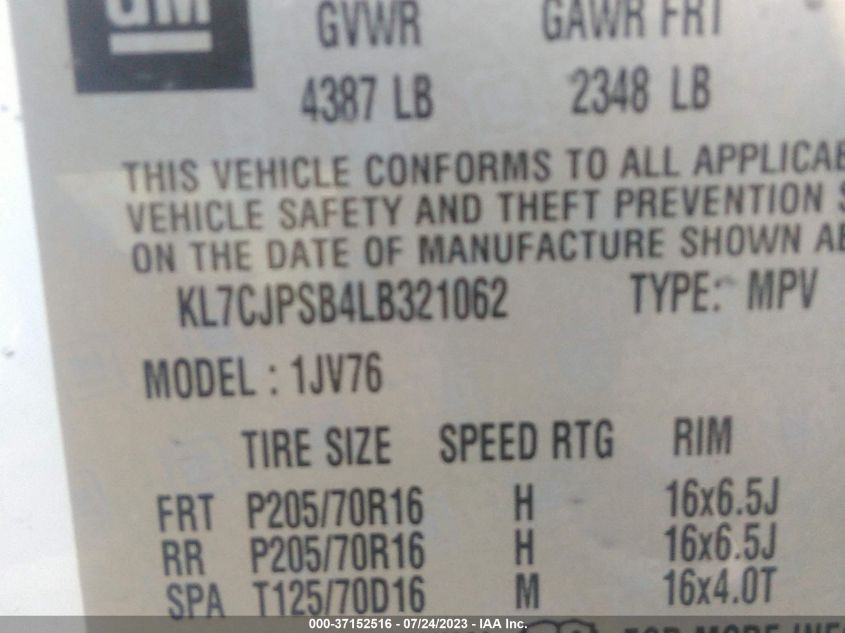 GM
GVWR GAWR FRT
4387 LB 2348 LB
THIS VEHICLE CONFORMS TO ALL
VEHICLE SAFETY AND THEFT PREVENTION
ON THE DATE OF MANUFACTURE SHOWN
KL7CJPSB4LB321062 TYPE: MPV
MODEL : 1JV76
TIRE SIZE SPEED RTG RIM
FRT P205/70R16 H 16x6.5J
RR P205/70R16 H 16x6.5J
SPA T125/70D16 M 16x4.0T
FOR MORE
000-37152516 - 07/24/2023 - IAA Inc.